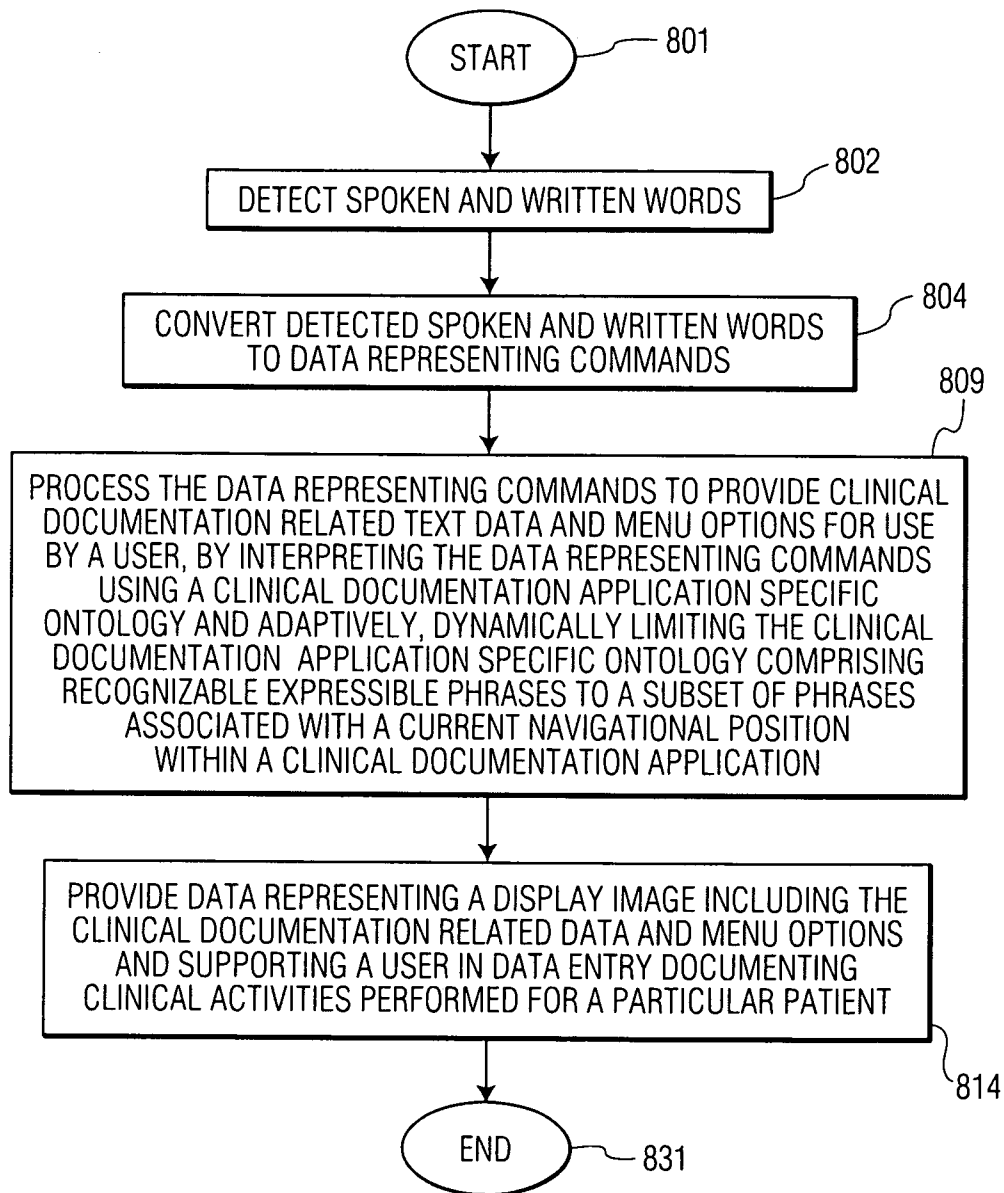 START
801
802
DETECT SPOKEN AND WRITTEN WORDS
804
CONVERT DETECTED SPOKEN AND WRITTEN WORDS
TO DATA REPRESENTING COMMANDS
809
PROCESS THE DATA REPRESENTING COMMANDS TO PROVIDE CLINICAL
DOCUMENTATION RELATED TEXT DATA AND MENU OPTIONS FOR USE
BY A USER, BY INTERPRETING THE DATA REPRESENTING COMMANDS
USING A CLINICAL DOCUMENTATION APPLICATION SPECIFIC
ONTOLOGY AND ADAPTIVELY, DYNAMICALLY LIMITING THE CLINICAL
DOCUMENTATION APPLICATION SPECIFIC ONTOLOGY COMPRISING
RECOGNIZABLE EXPRESSIBLE PHRASES TO A SUBSET OF PHRASES
ASSOCIATED WITH A CURRENT NAVIGATIONAL POSITION
WITHIN A CLINICAL DOCUMENTATION APPLICATION
PROVIDE DATA REPRESENTING A DISPLAY IMAGE INCLUDING THE
CLINICAL DOCUMENTATION RELATED DATA AND MENU OPTIONS
AND SUPPORTING A USER IN DATA ENTRY DOCUMENTING
CLINICAL ACTIVITIES PERFORMED FOR A PARTICULAR PATIENT
814
END
831